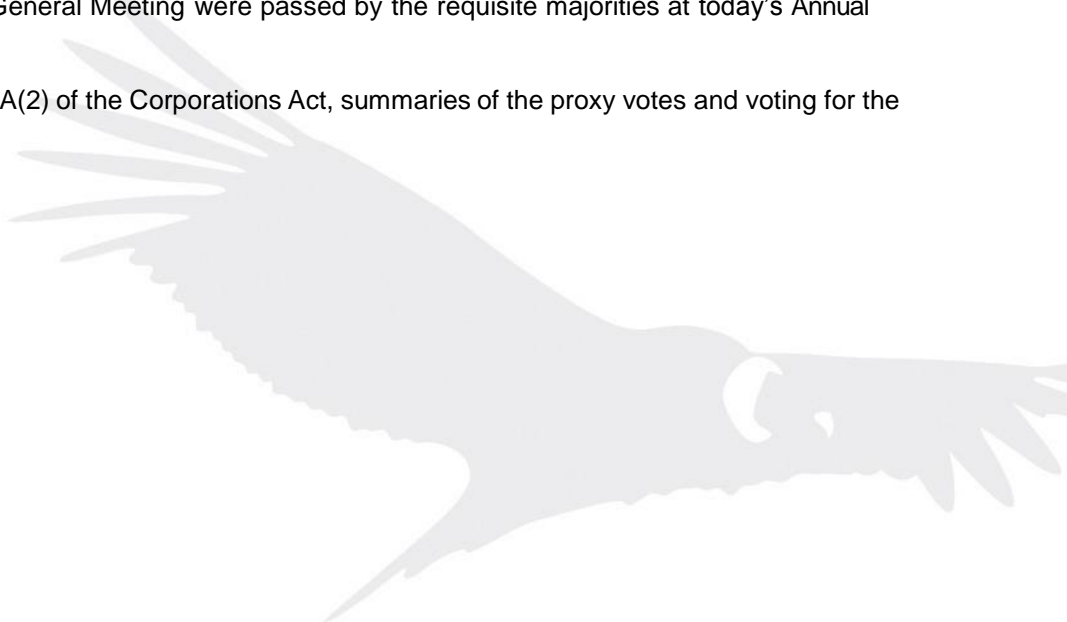 General Meeting were passed by the requisite majorities at today's Annual
A(2) of the Corporations Act, summaries of the proxy votes and voting for the